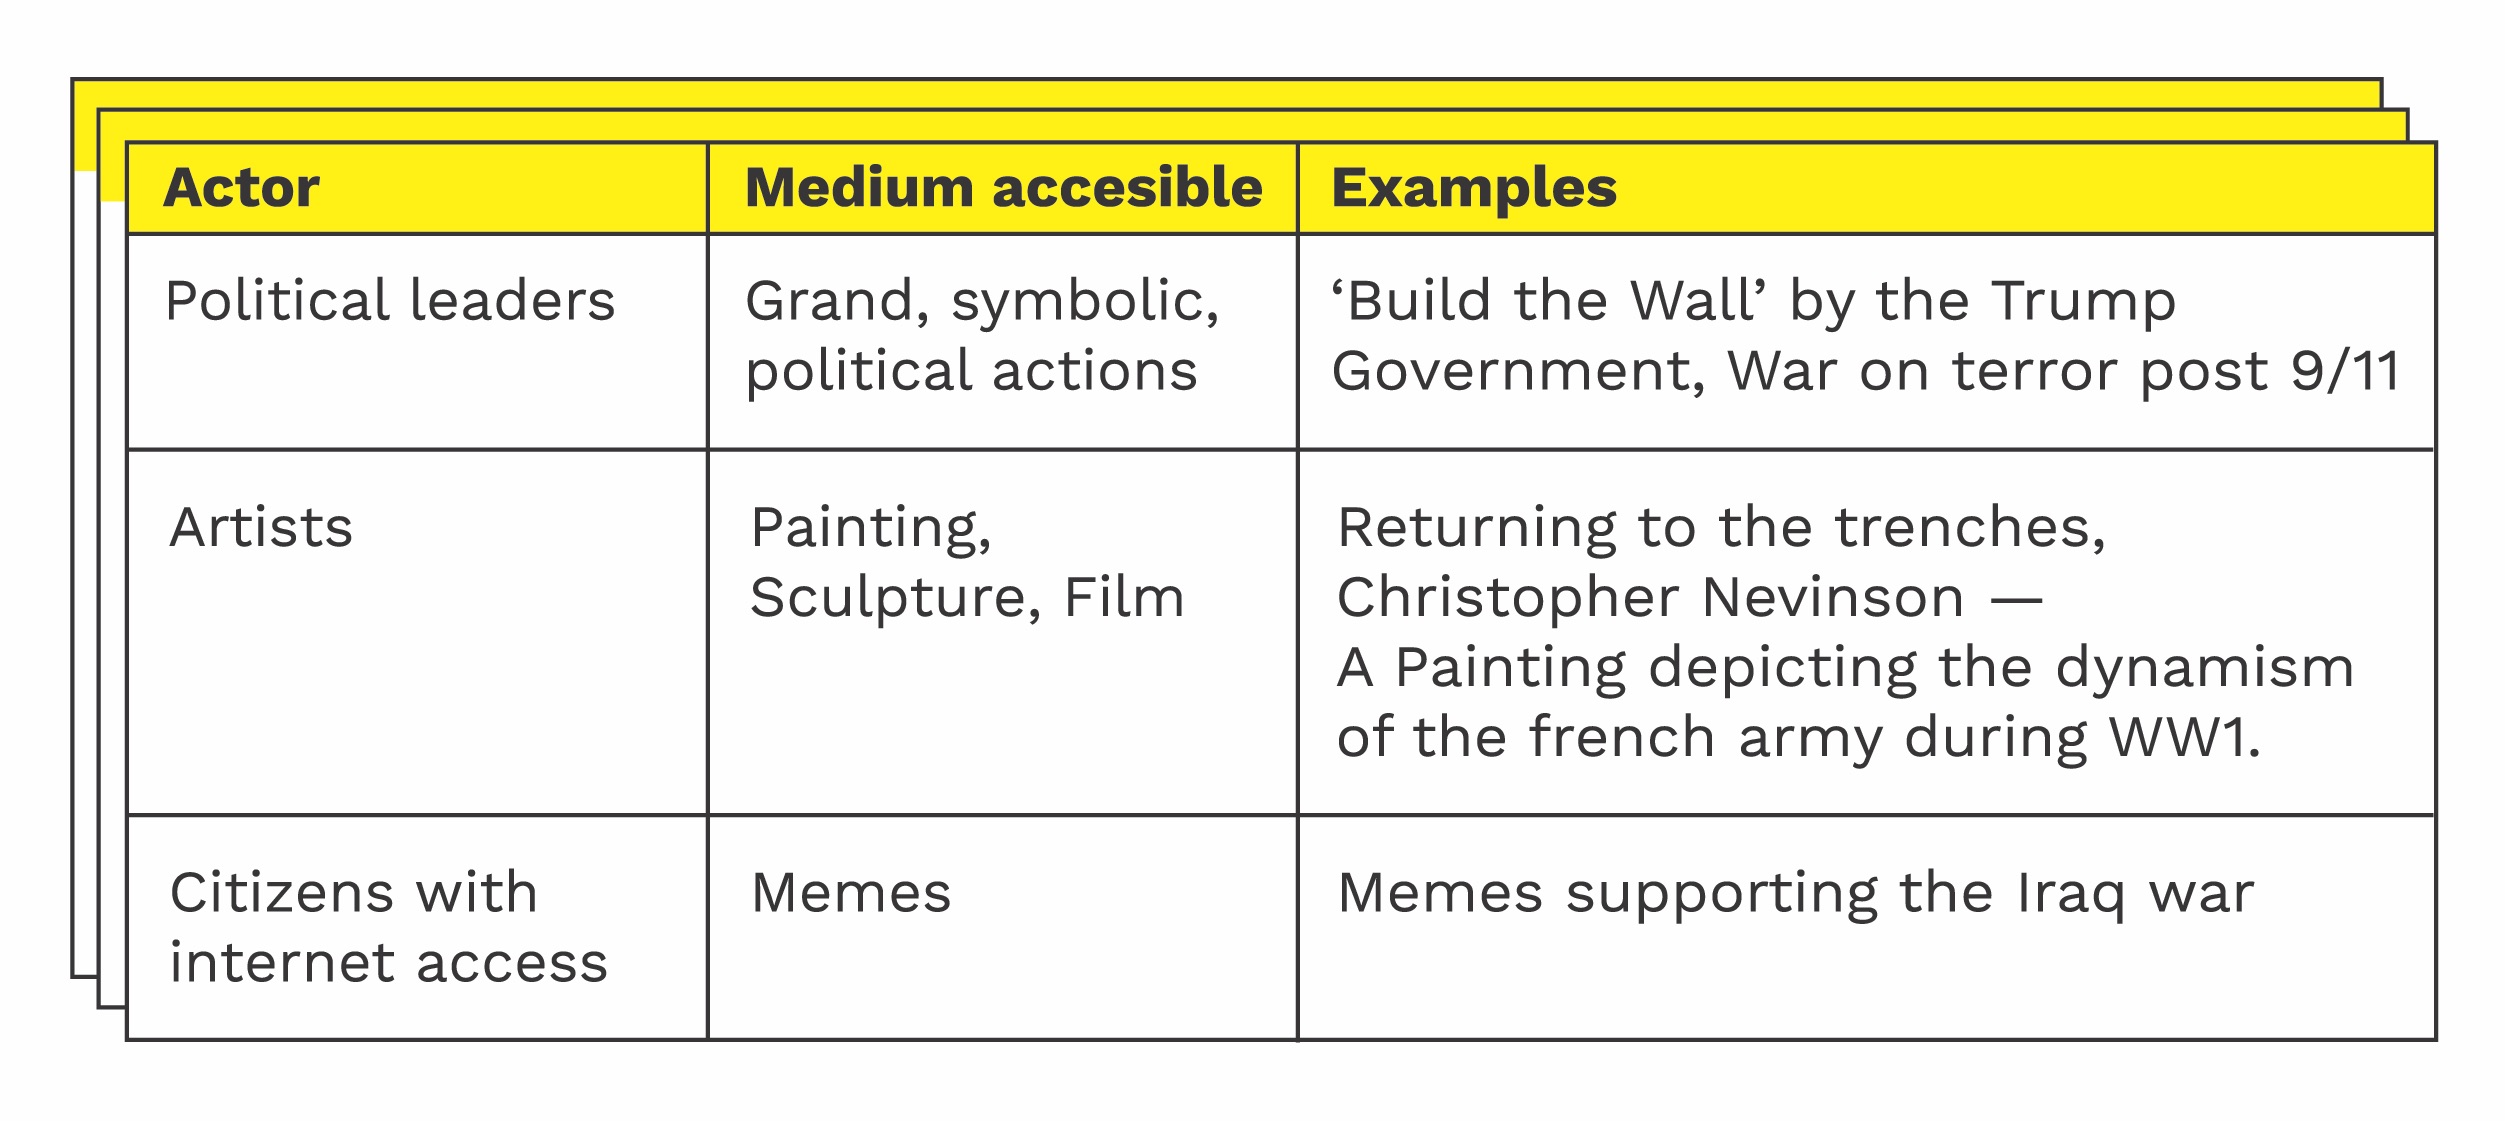 Actor Medium accessible Examples
Political leaders
Grand, symbolic,
political actions
‘Build the Wall’ by the Trump
Government, War on terror post 9/11
Artists
Painting,
Sculpture, Film
Returning to the trenches,
Christopher Nevinson —
A Painting depicting the dynamism
of the french army during WW1.
Citizens with
internet access
Memes
Memes supporting the Iraq war